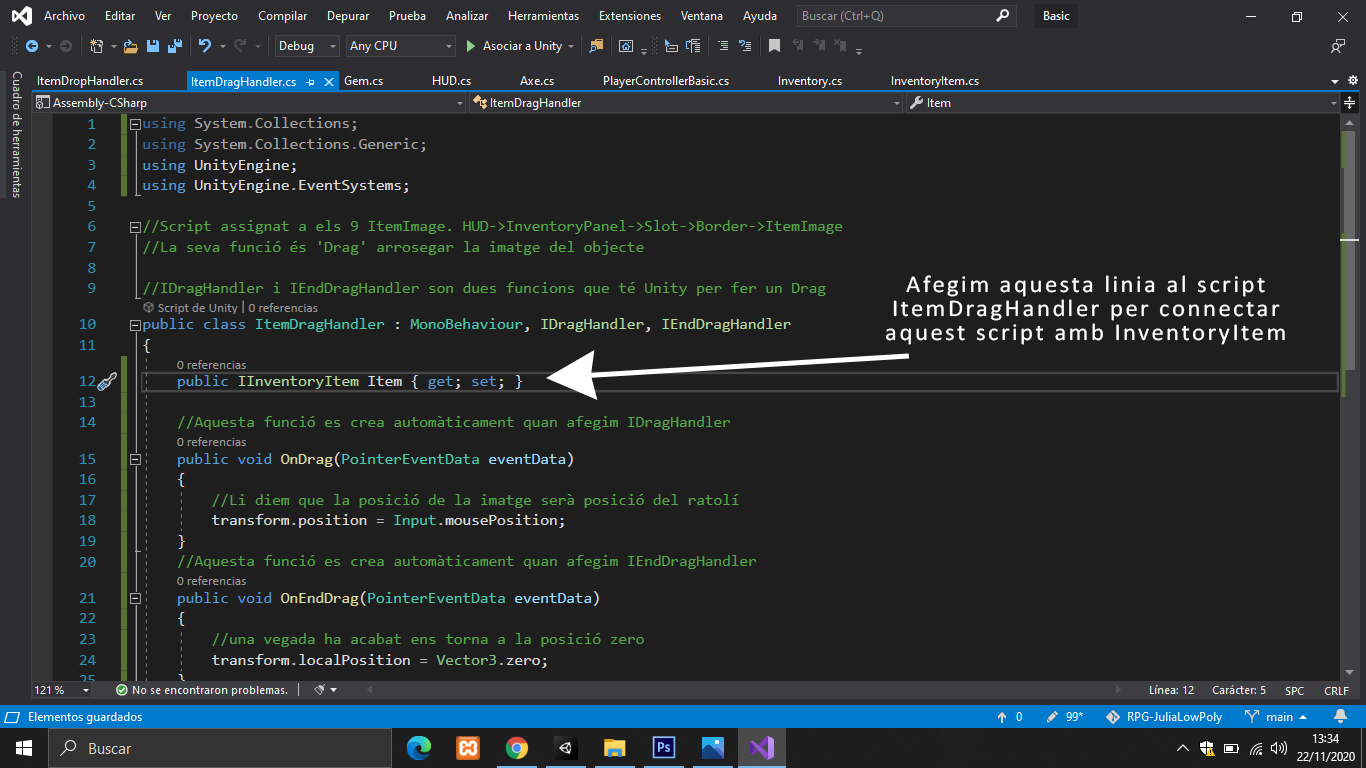 Archivo Editar Ver Proyecto Compilar Depurar Prueba Analizar Herramientas Extensiones Ventana Ayuda Buscar (Ctrl+Q) Basic
Debug Any CPU Asociar a Unity
Cuadro de herramientas
ItemDropHandler.cs ItemDragHandler.cs Gem.cs HUD.cs Axe.cs PlayerControllerBasic.cs Inventory.cs InventoryItem.cs
Assembly-CSharp ItemDragHandler Item
1 using System.Collections;
2 using System.Collections.Generic;
3 using UnityEngine;
4 using UnityEngine.EventSystems;
5
6 //Script assignat a els 9 ItemImage. HUD->InventoryPanel->Slot->Border->ItemImage
7 //La seva funció és 'Drag' arrosegar la imatge del objecte
8
9 //IDragHandler i IEndDragHandler son dues funcions que té Unity per fer un Drag
Script de Unity | 0 referencias
10 public class ItemDragHandler : MonoBehaviour, IDragHandler, IEndDragHandler
11 {
0 referencias
12 public IInventoryItem Item { get; set; }
13
14 //Aquesta funció es crea automàticament quan afegim IDragHandler
0 referencias
15 public void OnDrag(PointerEventData eventData)
16 {
17 //Li diem que la posició de la imatge serà posició del ratolí
18 transform.position = Input.mousePosition;
19 }
20 //Aquesta funció es crea automàticament quan afegim IEndDragHandler
0 referencias
21 public void OnEndDrag(PointerEventData eventData)
22 {
23 //una vegada ha acabat ens torna a la posició zero
24 transform.localPosition = Vector3.zero;
25 }
Afegim aquesta linia al script
ItemDragHandler per connectar
aquest script amb InventoryItem
121 % No se encontraron problemas. Línea: 12 Carácter: 5 SPC CRLF
Elementos guardados 0 99* RPG-JuliaLowPoly main
Buscar Ps 13:34
22/11/2020